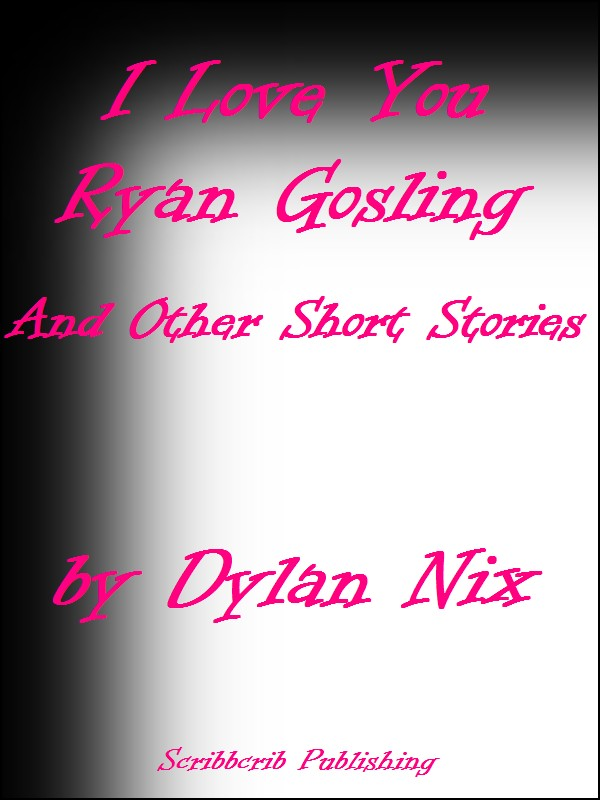 I Love You
Ryan Gosling
And Other Short Stories
by Dylan Nix
Scribbcrib Publishing